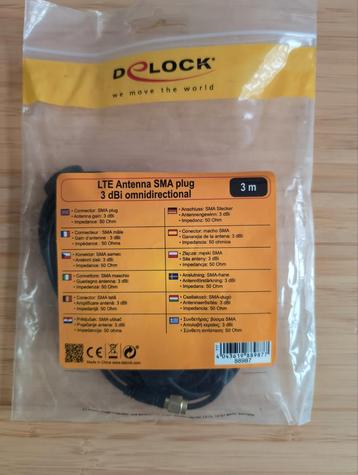 DeLOCK®
we move the world
LTE Antenna SMA plug
3 dBi omnidirectional
3 m
• Connector: SMA plug
• Antenna gain: 3 dBi
• Impedance: 50 Ohm
• Anschluss: SMA Stecker
• Antennengewinn: 3 dBi
• Impedanz: 50 Ohm
• Connecteur : SMA mâle
• Gain d'antenne : 3 dBi
• Impédance : 50 Ohm
• Conector: macho SMA
• Ganancia de la antena: 3 dBi
• Impedancia: 50 ohmios
• Konektor: SMA samec
• Anténní zisk: 3 dBi
• Impedance: 50 Ohm
• Złącze: męski SMA
• Siła anteny: 3 dBi
• Impedancja: 50 Ohm
• Connettore: SMA maschio
• Guadagno antenna: 3 dBi
• Impedenza: 50 Ohm
• Anslutning: SMA-hane
• Antennförstärkning: 3 dBi
• Impedans: 50 Ohm
• Conector: SMA tată
• Amplificare antenă: 3 dBi
• Csatlakozó: SMA-dugó
• Antennaerősítés: 3 dBi
• Impedancia: 50 Ohm
• Priključak: SMA utikač
• Pojačanje antene: 3 dBi
• Impedancija: 50 ohma
• Συνδετήρας: βύσμα SMA
• Απολαβή κεραίας: 3 dBi
• Σύνθετη αντίσταση: 50 Ohm
CE
Made in China
www.delock.com
4 043619 889877
88987